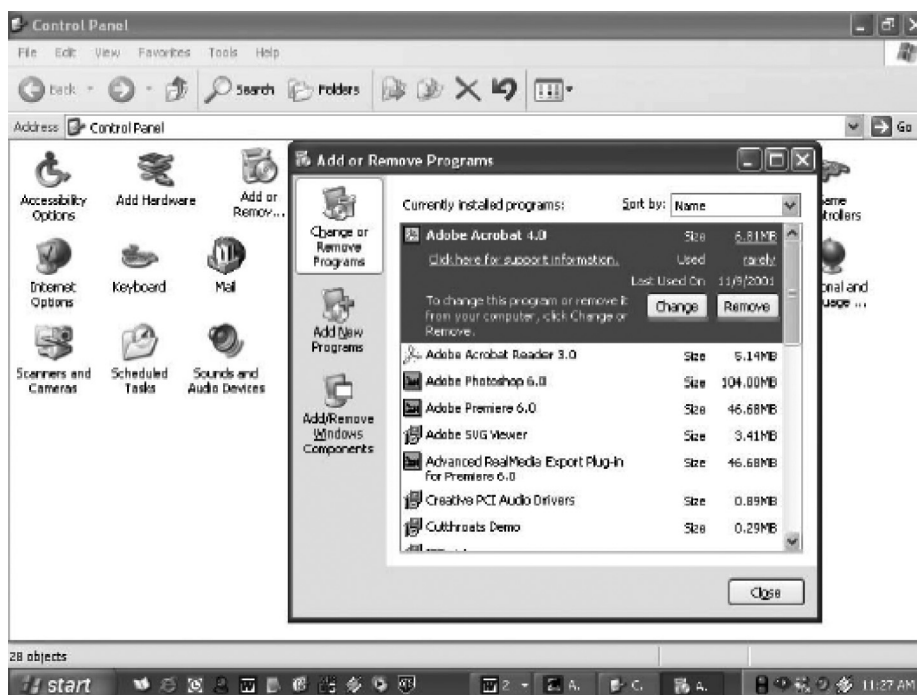 Control Panel
File Edit View Favorites Tools Help
Back Search Folders
Address Control Panel Go
Accessibility Options
Add Hardware
Add or Remov...
Internet Options
Keyboard
Mail
Scanners and Cameras
Scheduled Tasks
Sounds and Audio Devices
Add or Remove Programs
Change or Remove Programs
Add New Programs
Add/Remove Windows Components
Currently installed programs: Sort by: Name
Adobe Acrobat 4.0 Size 6.81MB
Click here for support information. Used rarely
Last Used On 11/9/2001
To change this program or remove it from your computer, click Change or Remove.
Change Remove
Adobe Acrobat Reader 3.0 Size 5.14MB
Adobe Photoshop 6.0 Size 104.00MB
Adobe Premiere 6.0 Size 46.68MB
Adobe SVG Viewer Size 3.41MB
Advanced RealMedia Export Plug-in for Premiere 6.0 Size 46.68MB
Creative PCI Audio Drivers Size 0.89MB
Cutthroats Demo Size 0.29MB
Close
28 objects
start 2 A. C. A. 11:27 AM